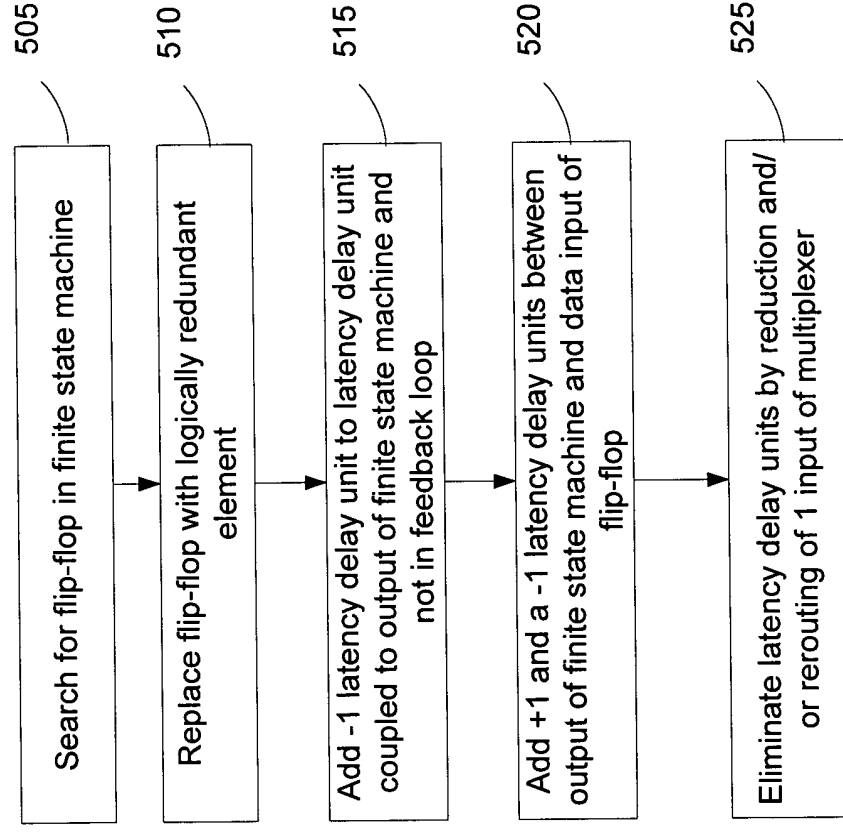 505
Search for flip-flop in finite state machine
510
Replace flip-flop with logically redundant
element
515
Add -1 latency delay unit to latency delay unit
coupled to output of finite state machine and
not in feedback loop
520
Add +1 and a -1 latency delay units between
output of finite state machine and data input of
flip-flop
525
Eliminate latency delay units by reduction and/
or rerouting of 1 input of multiplexer